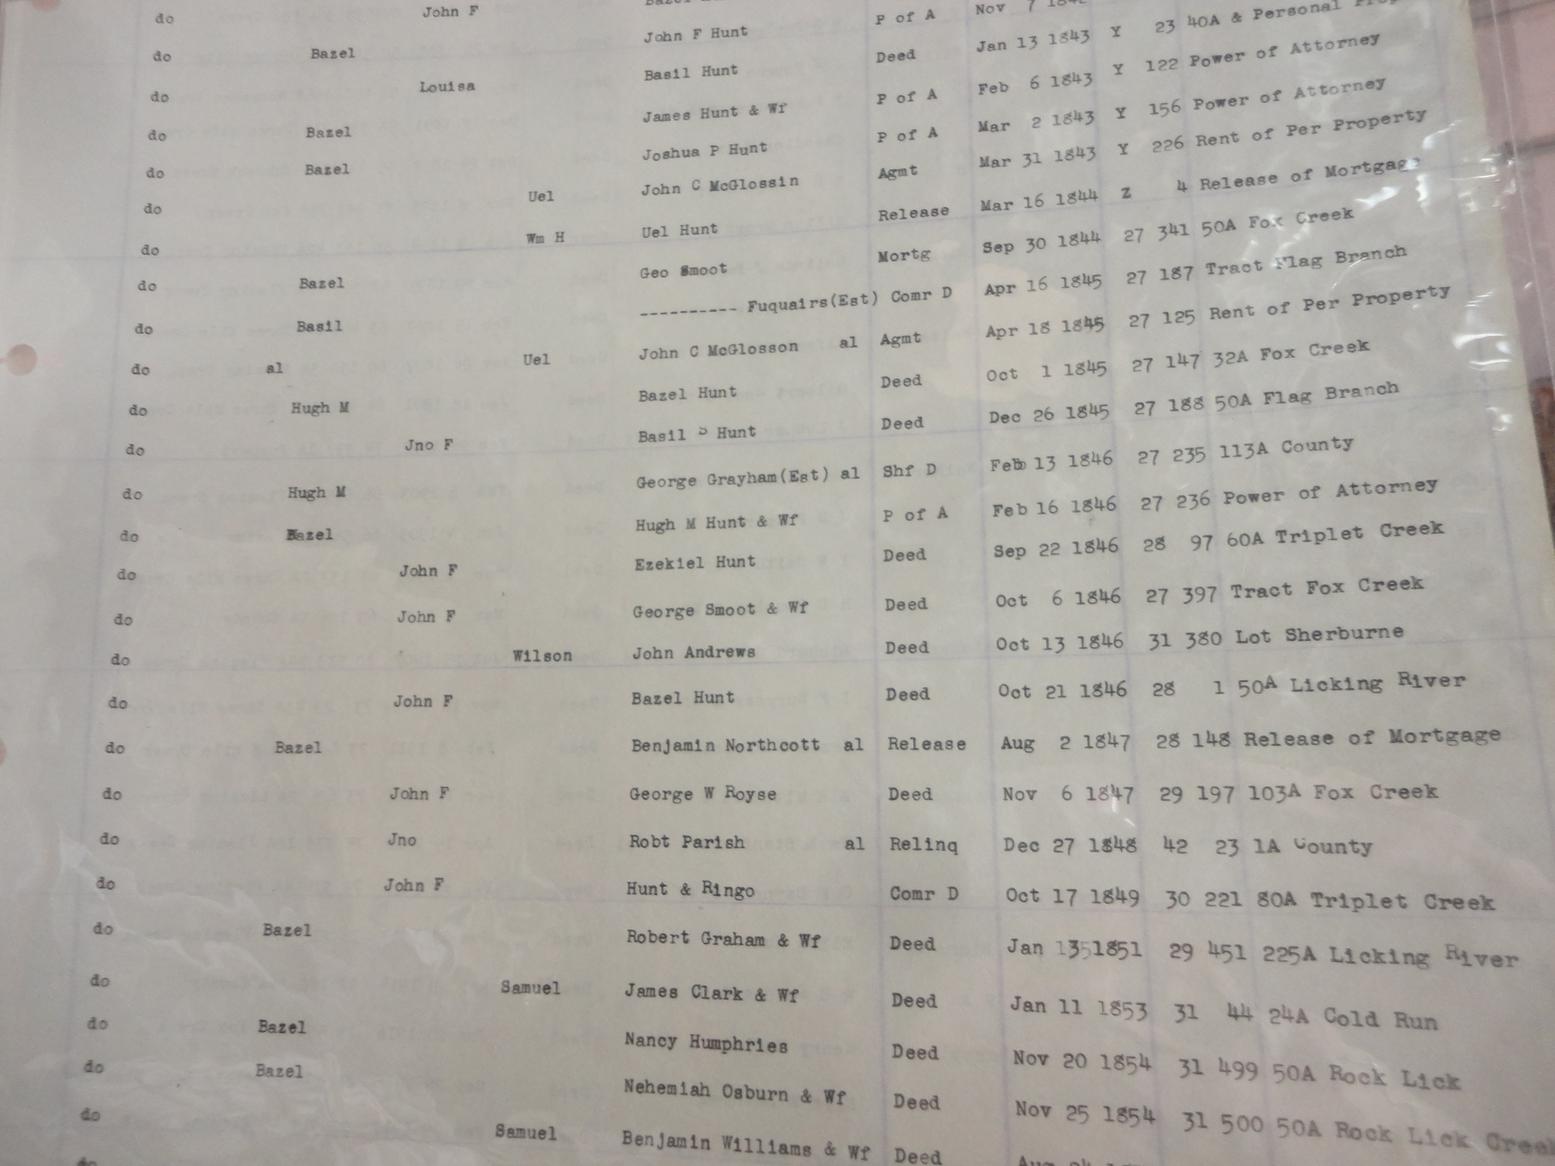 do John F
do Bazel John F Hunt P of A Nov 7
do Louisa Basil Hunt Deed Jan 13 1843 Y 23 40A & Personal
do Bazel James Hunt & Wf P of A Feb 6 1843 Y 122 Power of Attorney
do Bazel Joshua P Hunt P of A Mar 2 1843 Y 156 Power of Attorney
do Uel John C McGlossin Agmt Mar 31 1843 Y 226 Rent of Per Property
do Wm H Uel Hunt Release Mar 16 1844 Z 4 Release of Mortgage
do Bazel Geo Smoot Mortg Sep 30 1844 27 341 50A Fox Creek
do Basil ---------- Fuquairs(Est) Comr D Apr 16 1845 27 187 Tract Flag Branch
do al Uel John C McGlosson al Agmt Apr 18 1845 27 125 Rent of Per Property
do Hugh M Bazel Hunt Deed Oct 1 1845 27 147 32A Fox Creek
do Jno F Basil Hunt Deed Dec 26 1845 27 188 50A Flag Branch
do Hugh M George Grayham(Est) al Shf D Feb 13 1846 27 235 113A County
do Bazel Hugh M Hunt & Wf P of A Feb 16 1846 27 236 Power of Attorney
do John F Ezekiel Hunt Deed Sep 22 1846 28 97 60A Triplet Creek
do John F George Smoot & Wf Deed Oct 6 1846 27 397 Tract Fox Creek
do Wilson John Andrews Deed Oct 13 1846 31 380 Lot Sherburne
do John F Bazel Hunt Deed Oct 21 1846 28 1 50A Licking River
do Bazel Benjamin Northcott al Release Aug 2 1847 28 148 Release of Mortgage
do John F George W Royse Deed Nov 6 1847 29 197 103A Fox Creek
do Jno Robt Parish al Relinq Dec 27 1848 42 23 1A County
do John F Hunt & Ringo Comr D Oct 17 1849 30 221 80A Triplet Creek
do Bazel Robert Graham & Wf Deed Jan 1851 29 451 225A Licking River
do Samuel James Clark & Wf Deed Jan 11 1853 31 44 24A Cold Run
do Bazel Nancy Humphries Deed Nov 20 1854 31 499 50A Rock Lick
do Bazel Nehemiah Osburn & Wf Deed Nov 25 1854 31 500 50A Rock Lick Creek
do Samuel Benjamin Williams & Wf Deed